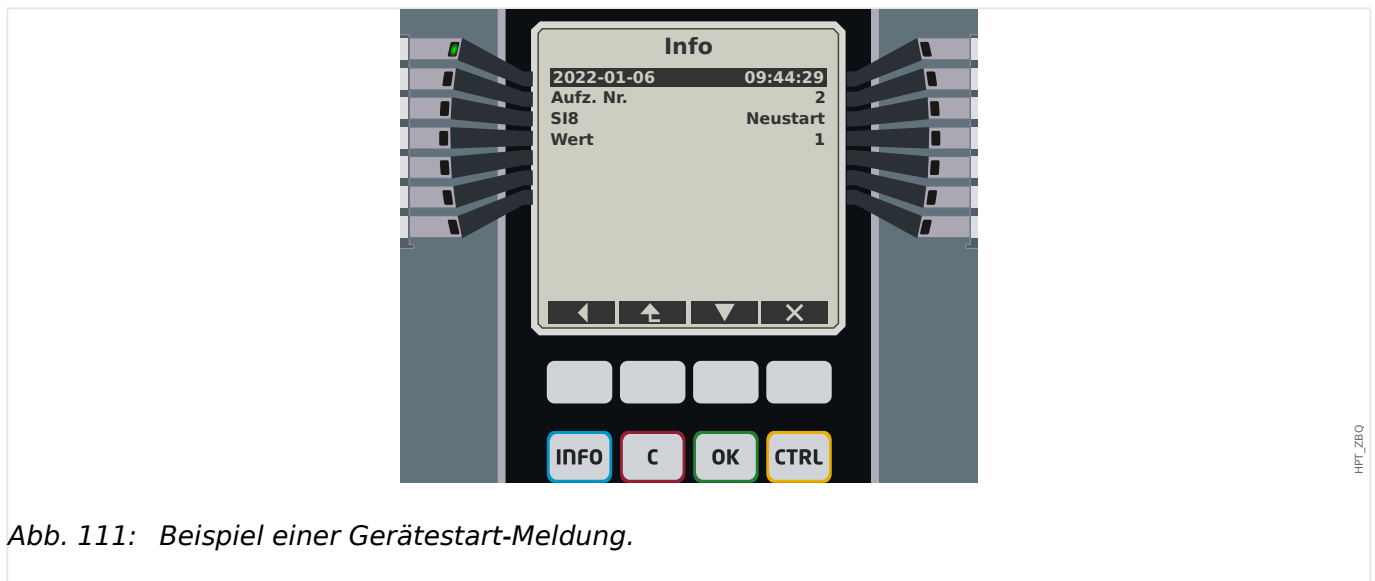 Info
2022-01-06 09:44:29
Aufz. Nr. 2
SI8 Neustart
Wert 1
INFO C OK CTRL
HPT_ZBQ
Abb. 111: Beispiel einer Gerätestart-Meldung.